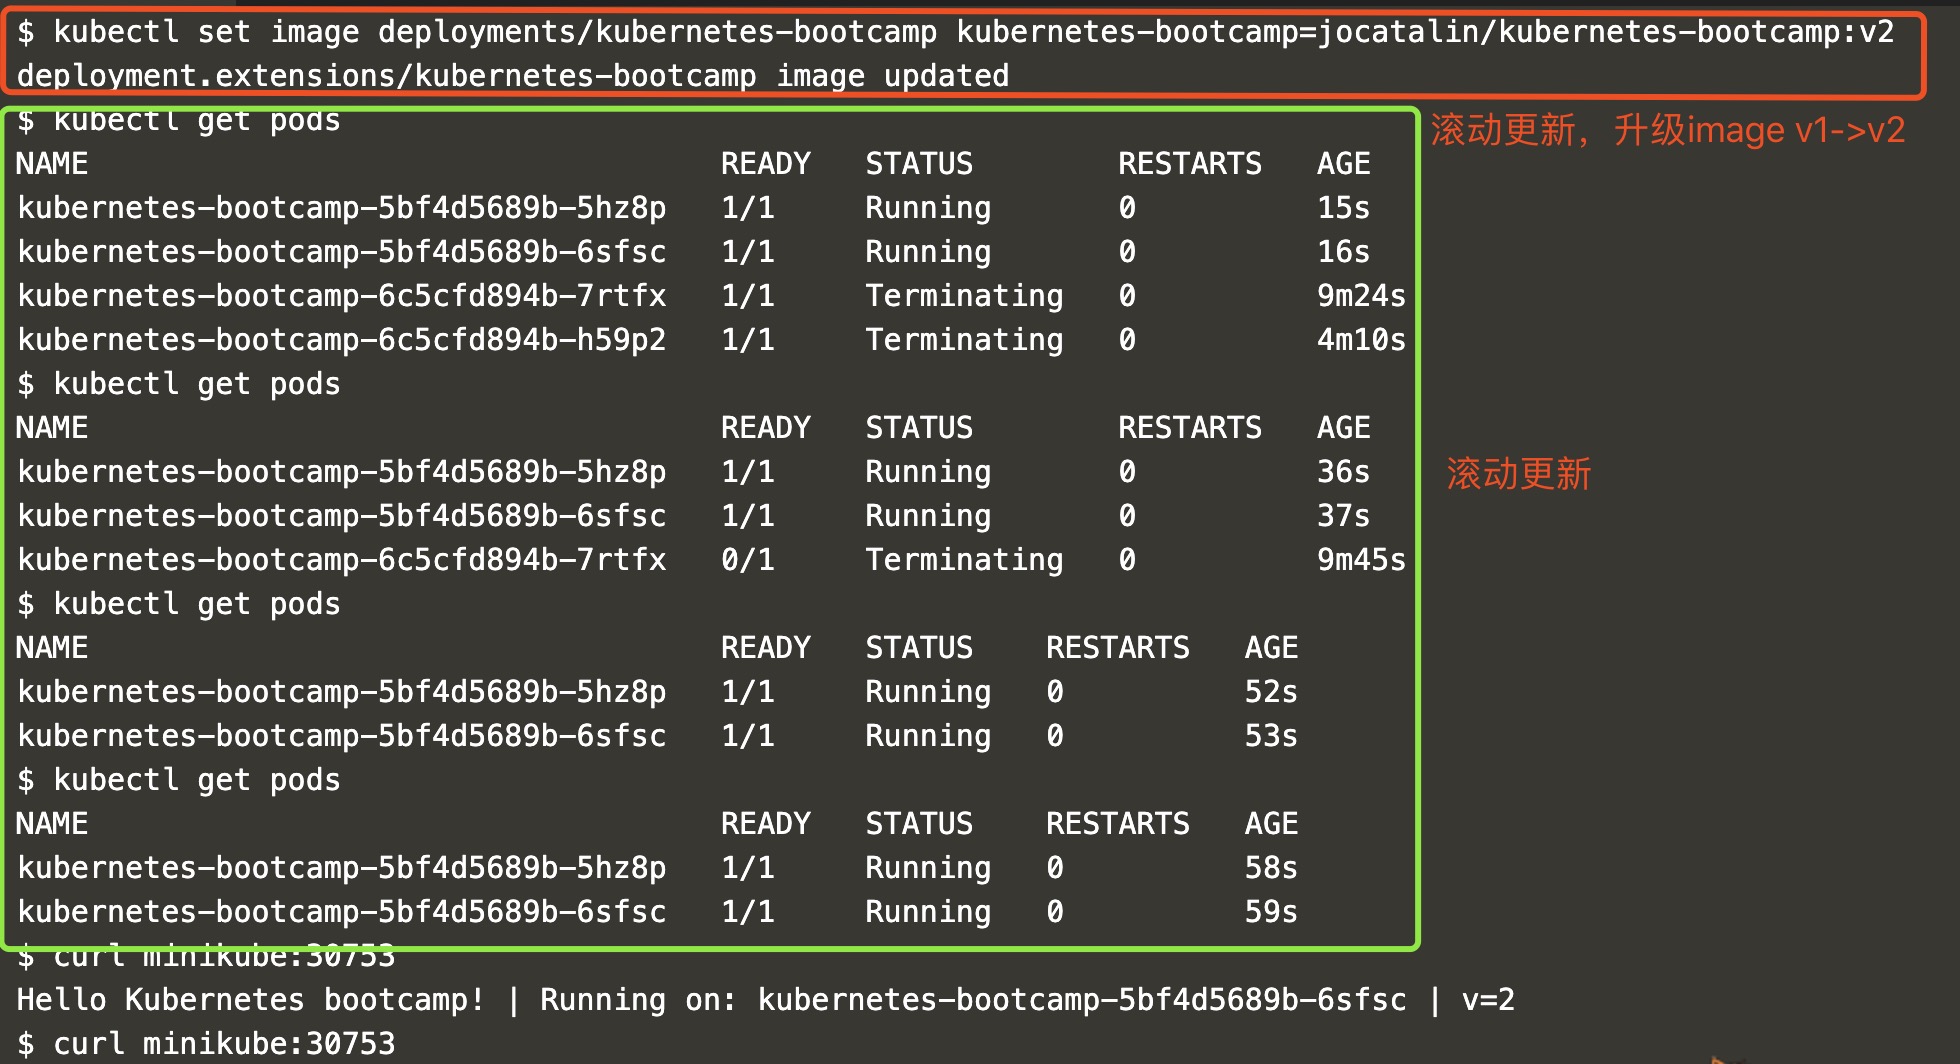 $ kubectl set image deployments/kubernetes-bootcamp kubernetes-bootcamp=jocatalin/kubernetes-bootcamp:v2
deployment.extensions/kubernetes-bootcamp image updated
$ kubectl get pods
滚动更新，升级image v1->v2
NAME READY STATUS RESTARTS AGE
kubernetes-bootcamp-5bf4d5689b-5hz8p 1/1 Running 0 15s
kubernetes-bootcamp-5bf4d5689b-6sfsc 1/1 Running 0 16s
kubernetes-bootcamp-6c5cfd894b-7rtfx 1/1 Terminating 0 9m24s
kubernetes-bootcamp-6c5cfd894b-h59p2 1/1 Terminating 0 4m10s
$ kubectl get pods
NAME READY STATUS RESTARTS AGE
kubernetes-bootcamp-5bf4d5689b-5hz8p 1/1 Running 0 36s
滚动更新
kubernetes-bootcamp-5bf4d5689b-6sfsc 1/1 Running 0 37s
kubernetes-bootcamp-6c5cfd894b-7rtfx 0/1 Terminating 0 9m45s
$ kubectl get pods
NAME READY STATUS RESTARTS AGE
kubernetes-bootcamp-5bf4d5689b-5hz8p 1/1 Running 0 52s
kubernetes-bootcamp-5bf4d5689b-6sfsc 1/1 Running 0 53s
$ kubectl get pods
NAME READY STATUS RESTARTS AGE
kubernetes-bootcamp-5bf4d5689b-5hz8p 1/1 Running 0 58s
kubernetes-bootcamp-5bf4d5689b-6sfsc 1/1 Running 0 59s
$ curl minikube:30753
Hello Kubernetes bootcamp! | Running on: kubernetes-bootcamp-5bf4d5689b-6sfsc | v=2
$ curl minikube:30753